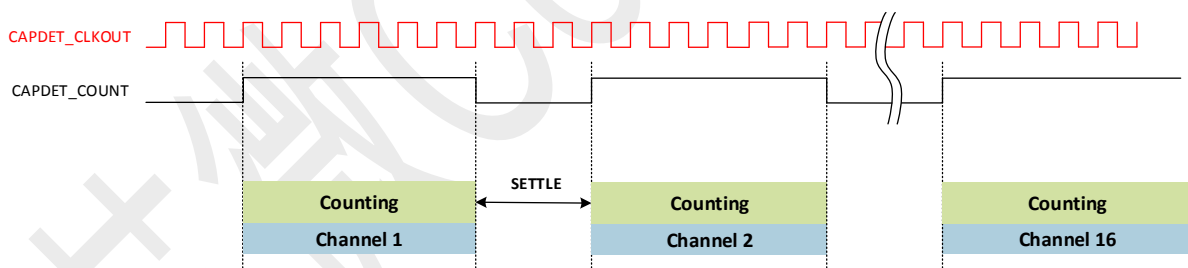 CAPDET_CLKOUT
CAPDET_COUNT
SETTLE
Counting Counting Counting
Channel 1 Channel 2 Channel 16